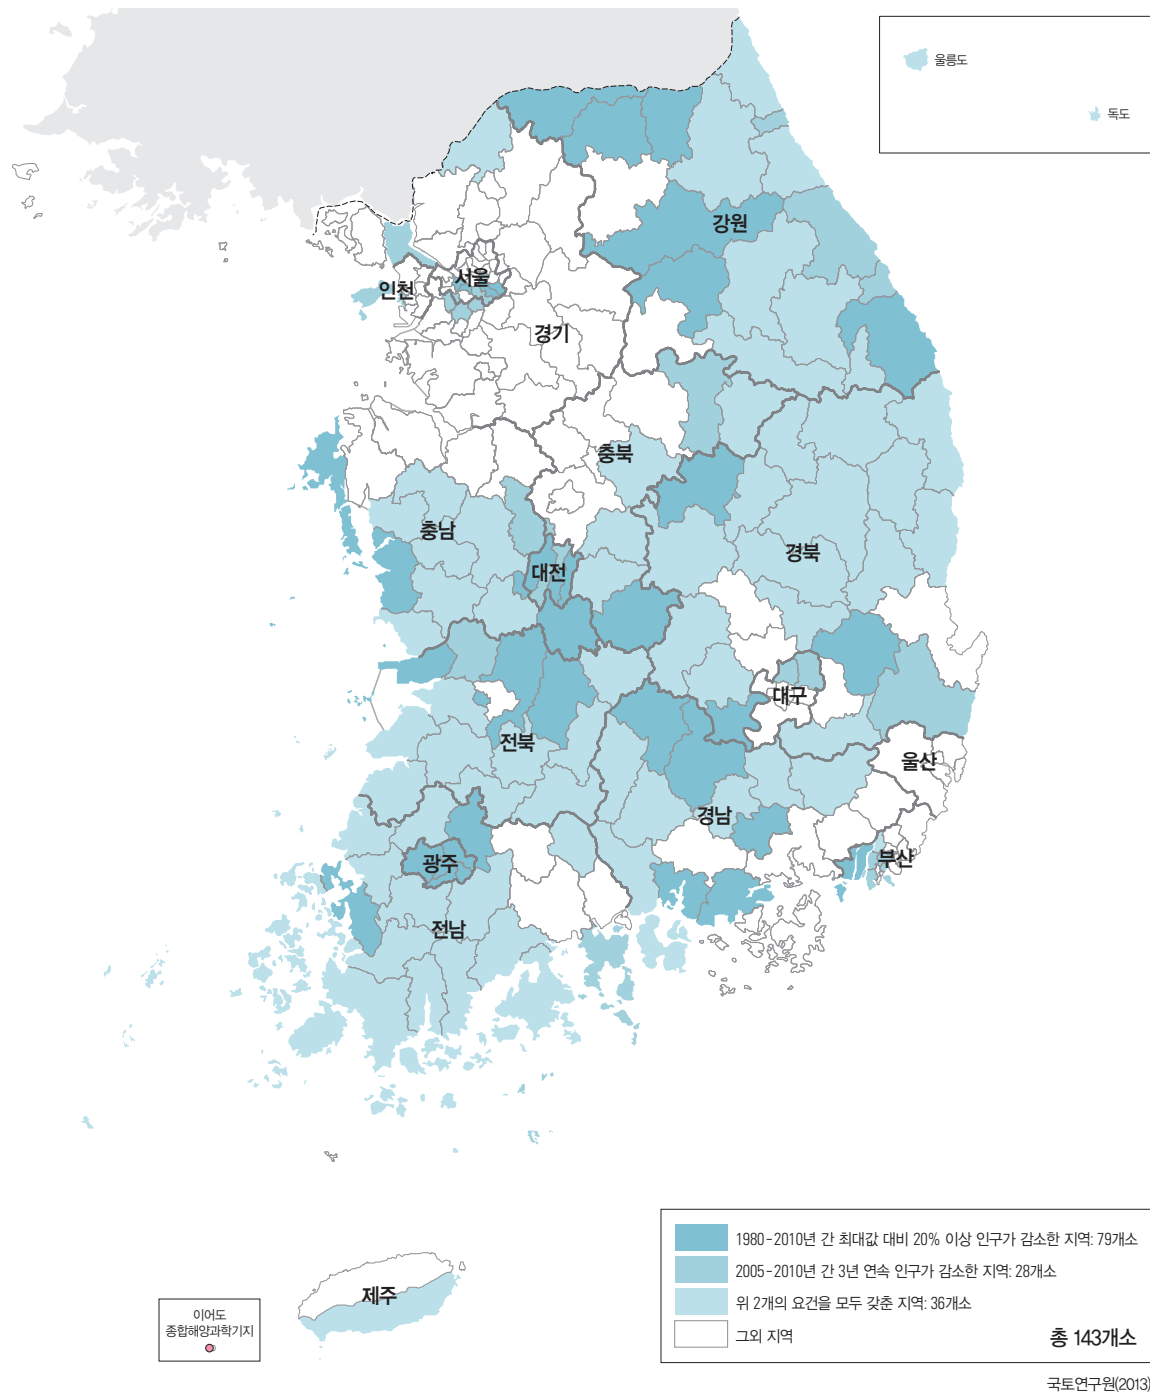 울릉도
독도
강원
서울
인천
경기
충북
충남
경북
대전
대구
전북
울산
경남
부산
광주
전남
제주
이어도
종합해양과학기지
1980-2010년 간 최대값 대비 20% 이상 인구가 감소한 지역: 79개소
2005-2010년 간 3년 연속 인구가 감소한 지역: 28개소
위 2개의 요건을 모두 갖춘 지역: 36개소
그외 지역
총 143개소
국토연구원(2013)